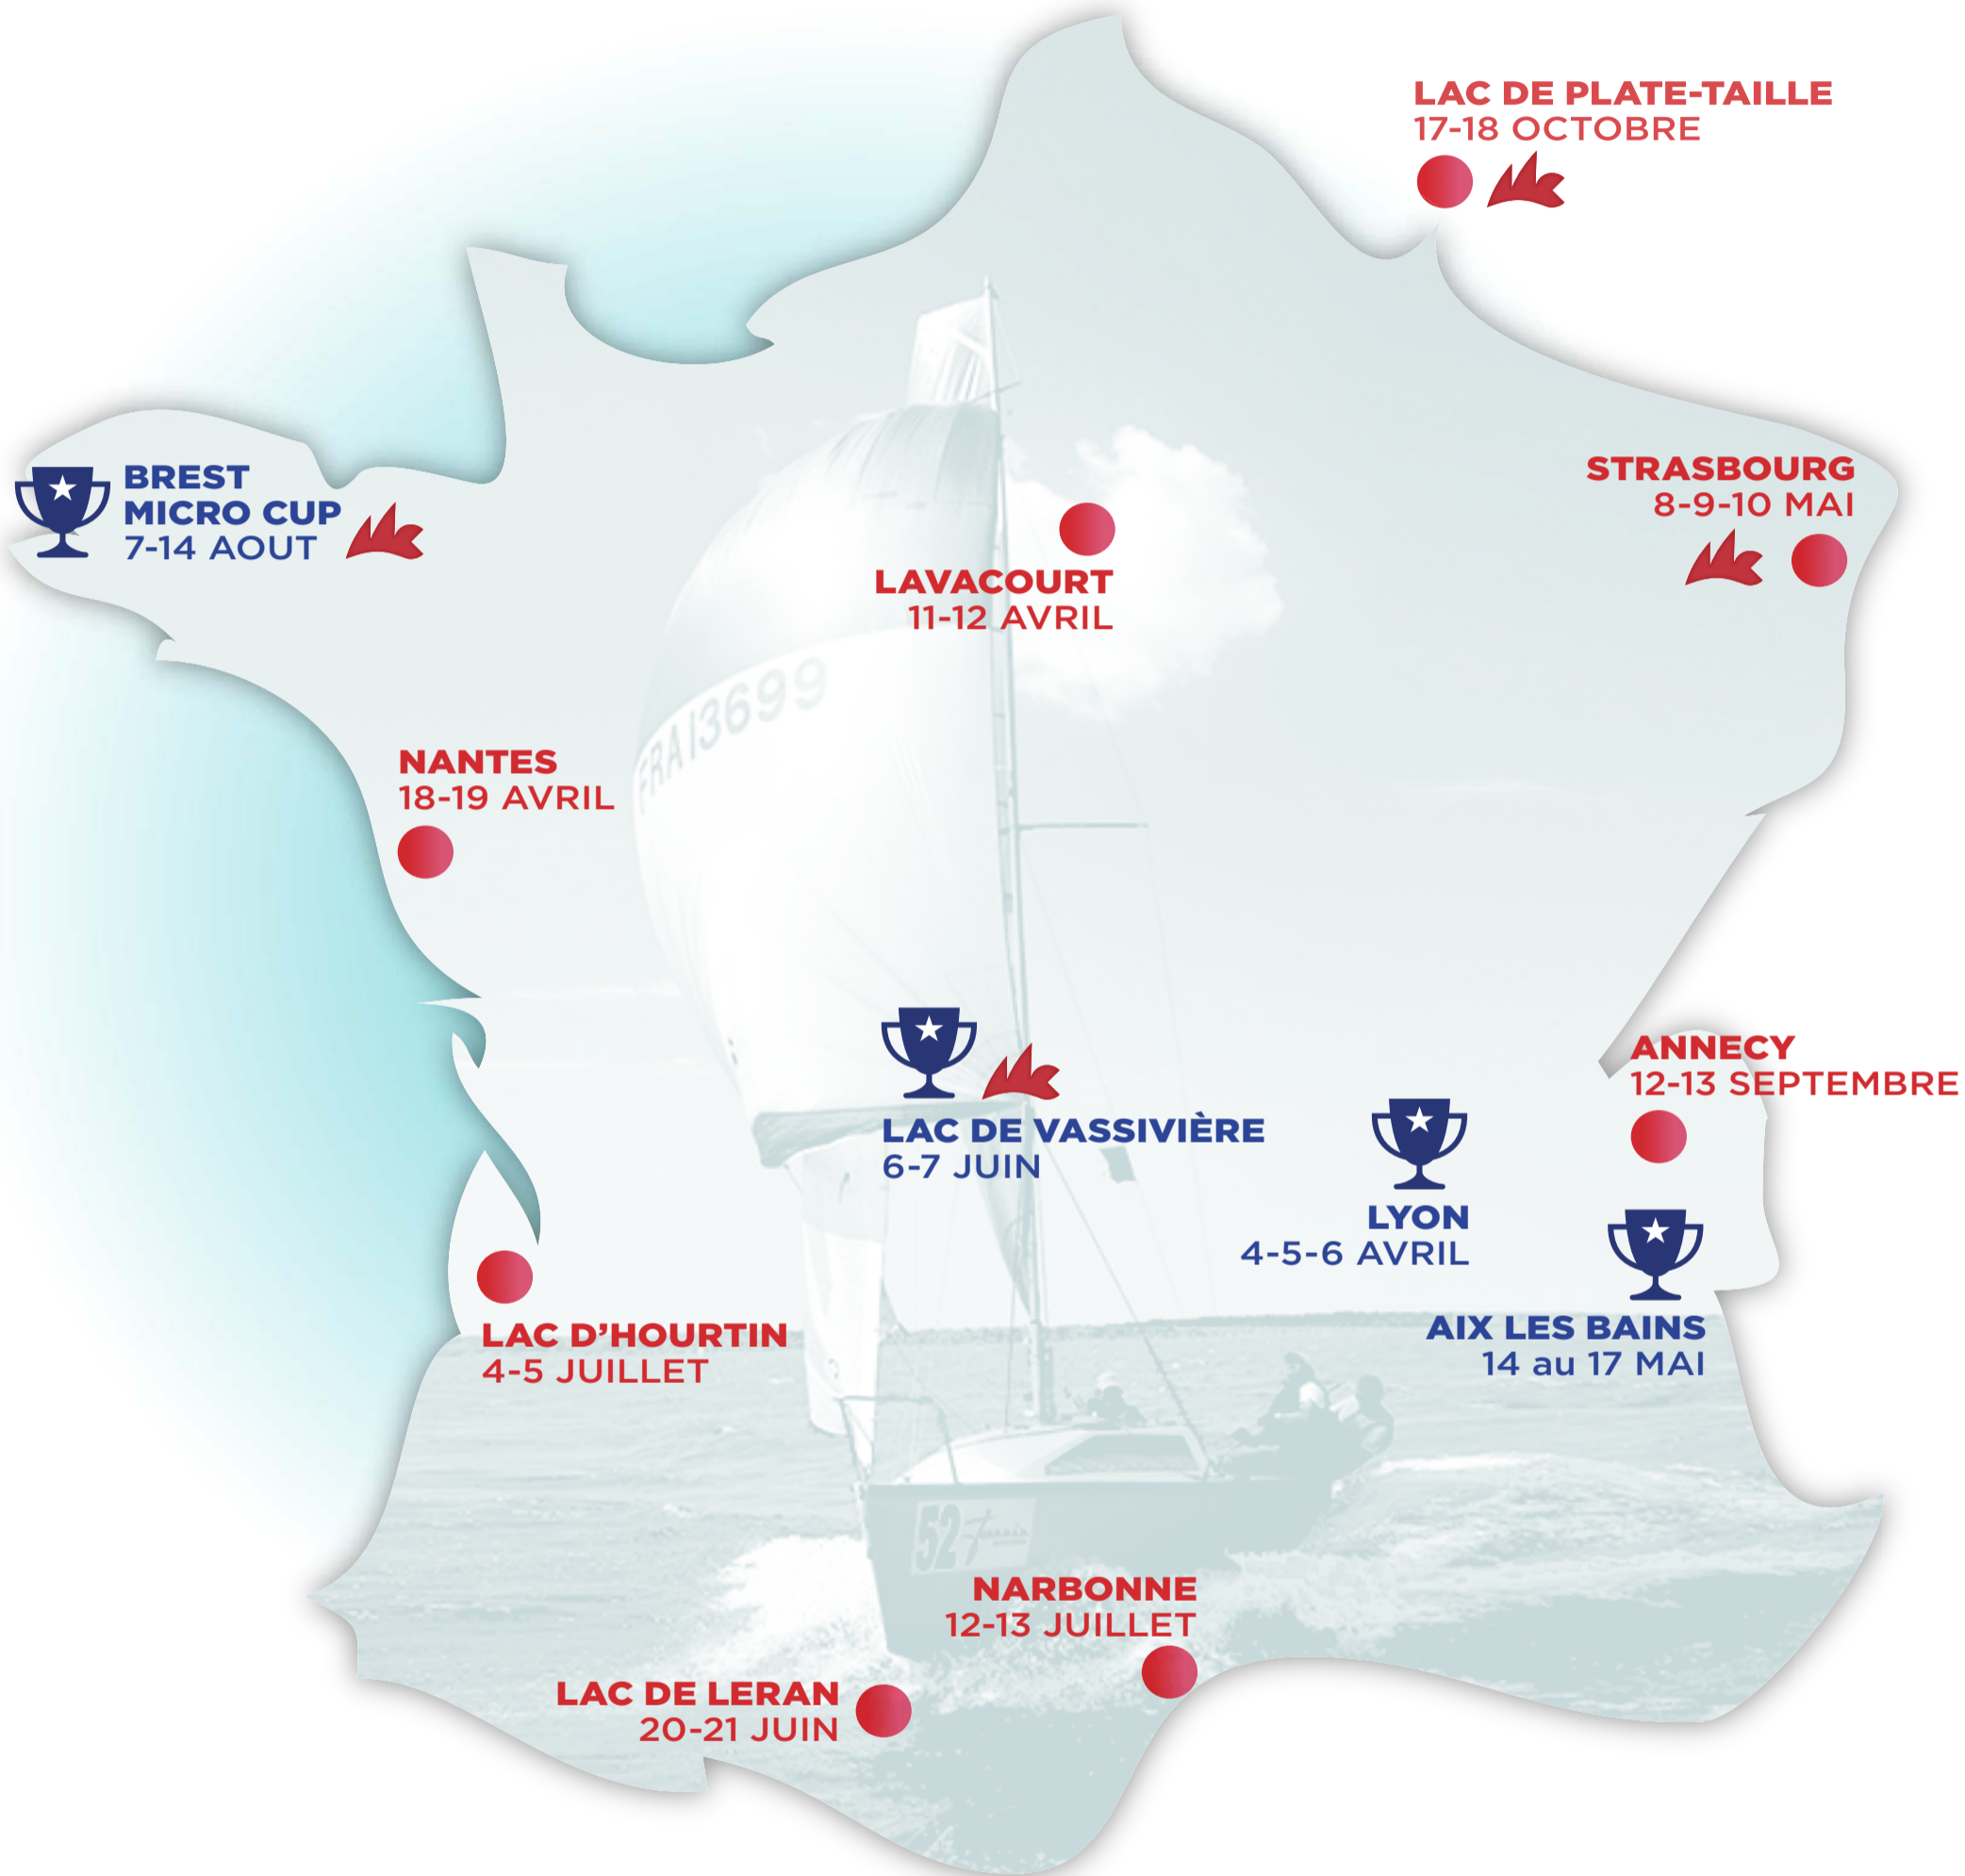 LAC DE PLATE-TAILLE
17-18 OCTOBRE
BREST
MICRO CUP
7-14 AOUT
STRASBOURG
8-9-10 MAI
LAVACOURT
11-12 AVRIL
FRA13699
NANTES
18-19 AVRIL
ANNECY
12-13 SEPTEMBRE
LAC DE VASSIVIÈRE
6-7 JUIN
LYON
4-5-6 AVRIL
AIX LES BAINS
14 au 17 MAI
LAC D'HOURTIN
4-5 JUILLET
52
NARBONNE
12-13 JUILLET
LAC DE LERAN
20-21 JUIN